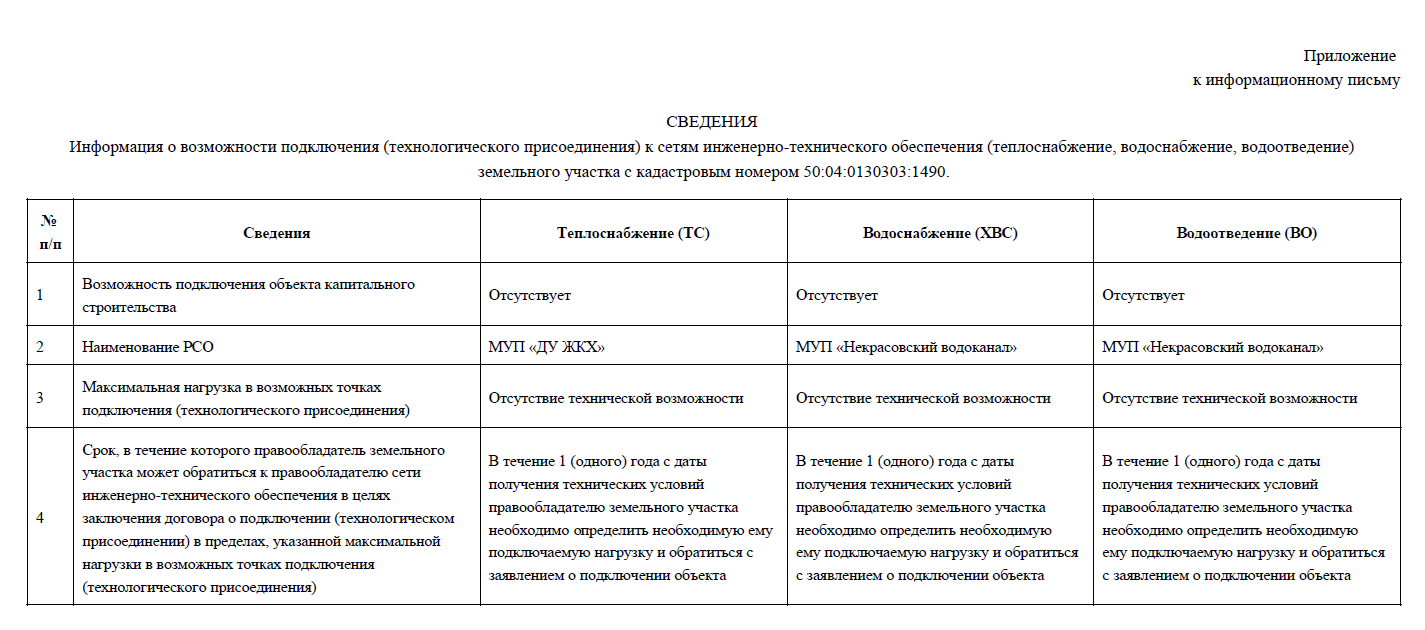 Приложение
к информационному письму
СВЕДЕНИЯ
Информация о возможности подключения (технологического присоединения) к сетям инженерно-технического обеспечения (теплоснабжение, водоснабжение, водоотведение)
земельного участка с кадастровым номером 50:04:0130303:1490.
№
п/п
Сведения
Теплоснабжение (ТС)
Водоснабжение (ХВС)
Водоотведение (ВО)
1
Возможность подключения объекта капитального
строительства
Отсутствует
Отсутствует
Отсутствует
2
Наименование РСО
МУП «ДУ ЖКХ»
МУП «Некрасовский водоканал»
МУП «Некрасовский водоканал»
3
Максимальная нагрузка в возможных точках
подключения (технологического присоединения)
Отсутствие технической возможности
Отсутствие технической возможности
Отсутствие технической возможности
4
Срок, в течение которого правообладатель земельного
участка может обратиться к правообладателю сети
инженерно-технического обеспечения в целях
заключения договора о подключении (технологическом
присоединении) в пределах, указанной максимальной
нагрузки в возможных точках подключения
(технологического присоединения)
В течение 1 (одного) года с даты
получения технических условий
правообладателю земельного участка
необходимо определить необходимую ему
подключаемую нагрузку и обратиться с
заявлением о подключении объекта
В течение 1 (одного) года с даты
получения технических условий
правообладателю земельного участка
необходимо определить необходимую
ему подключаемую нагрузку и обратиться
с заявлением о подключении объекта
В течение 1 (одного) года с даты
получения технических условий
правообладателю земельного участка
необходимо определить необходимую
ему подключаемую нагрузку и обратиться
с заявлением о подключении объекта